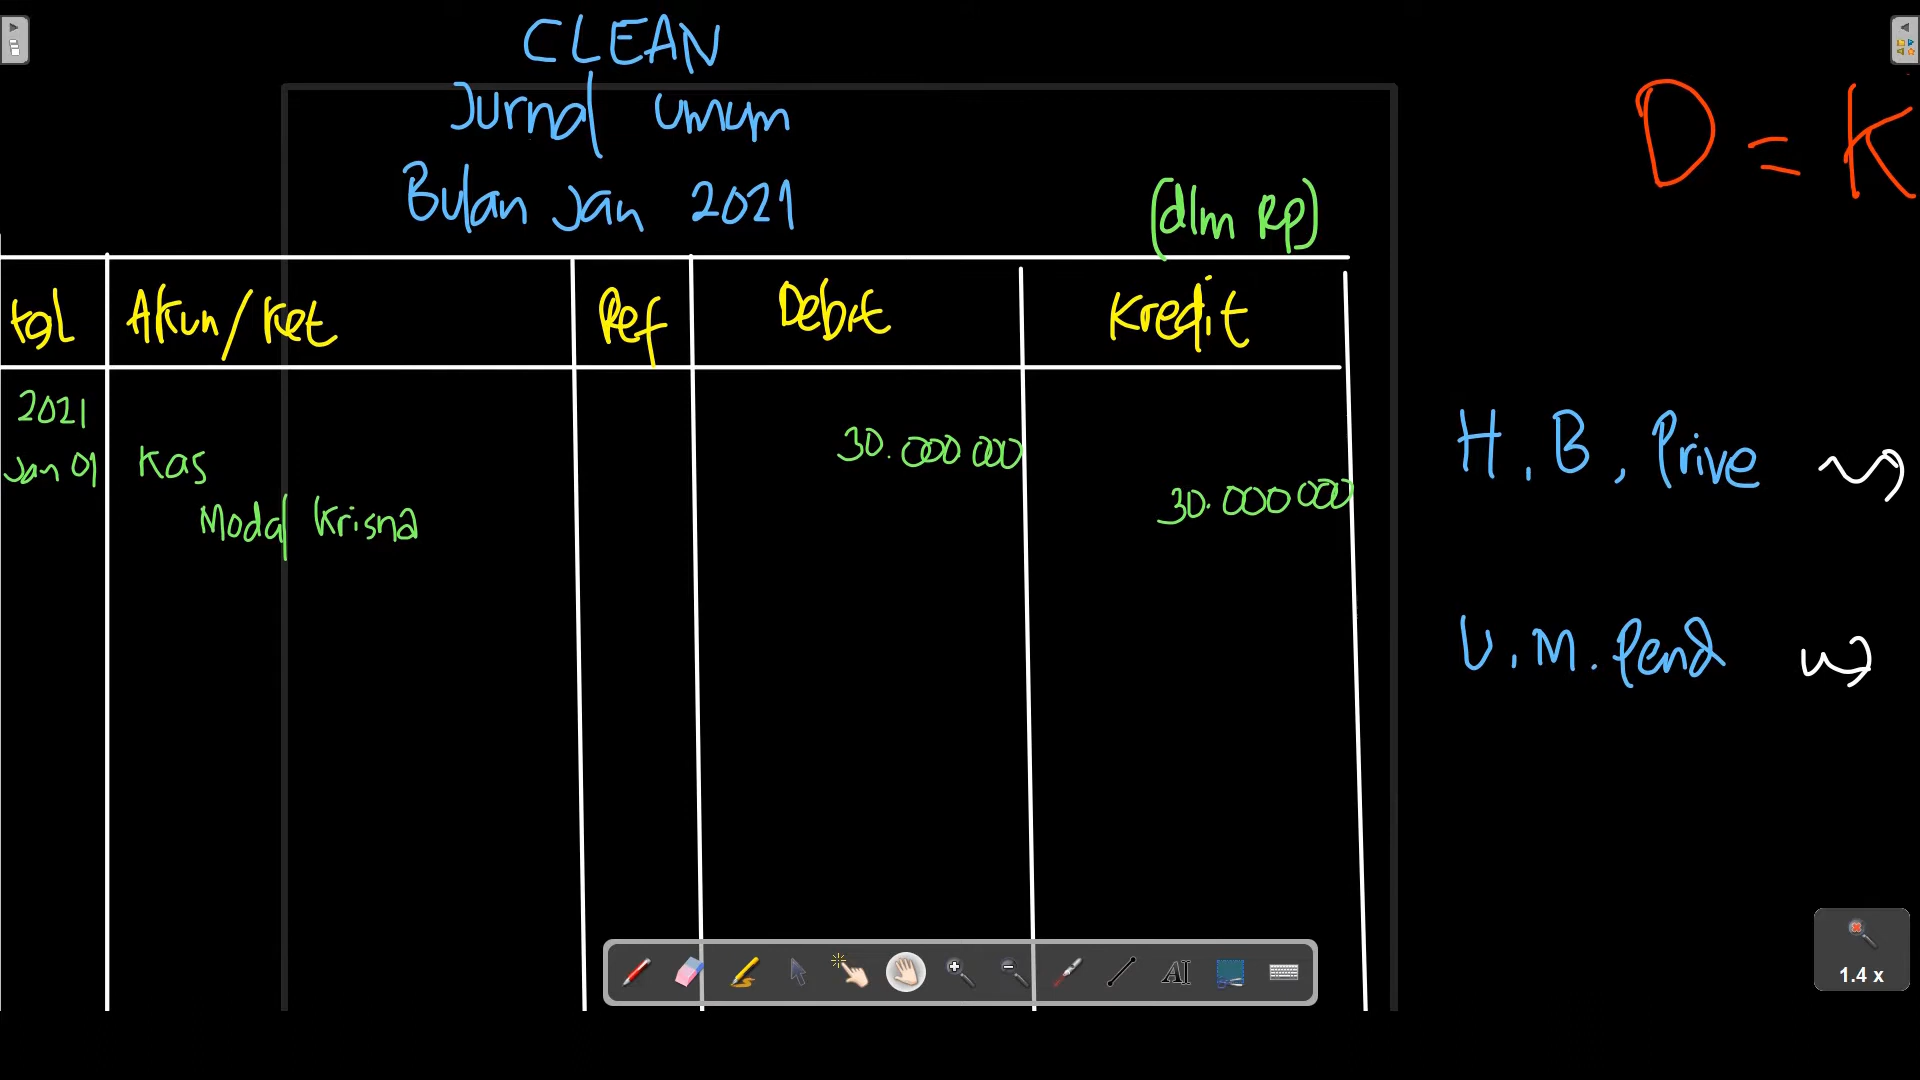 CLEAN
Jurnal Umum
Bulan Jan 2021
(dlm Rp)
D = K
tgl Akun/Ket Ref Debit Kredit
2021
Jan 01 Kas 30.000 000
Modal Krisna 30.000 000
H, B, Prive
U, M. Pend
AI
1.4 x